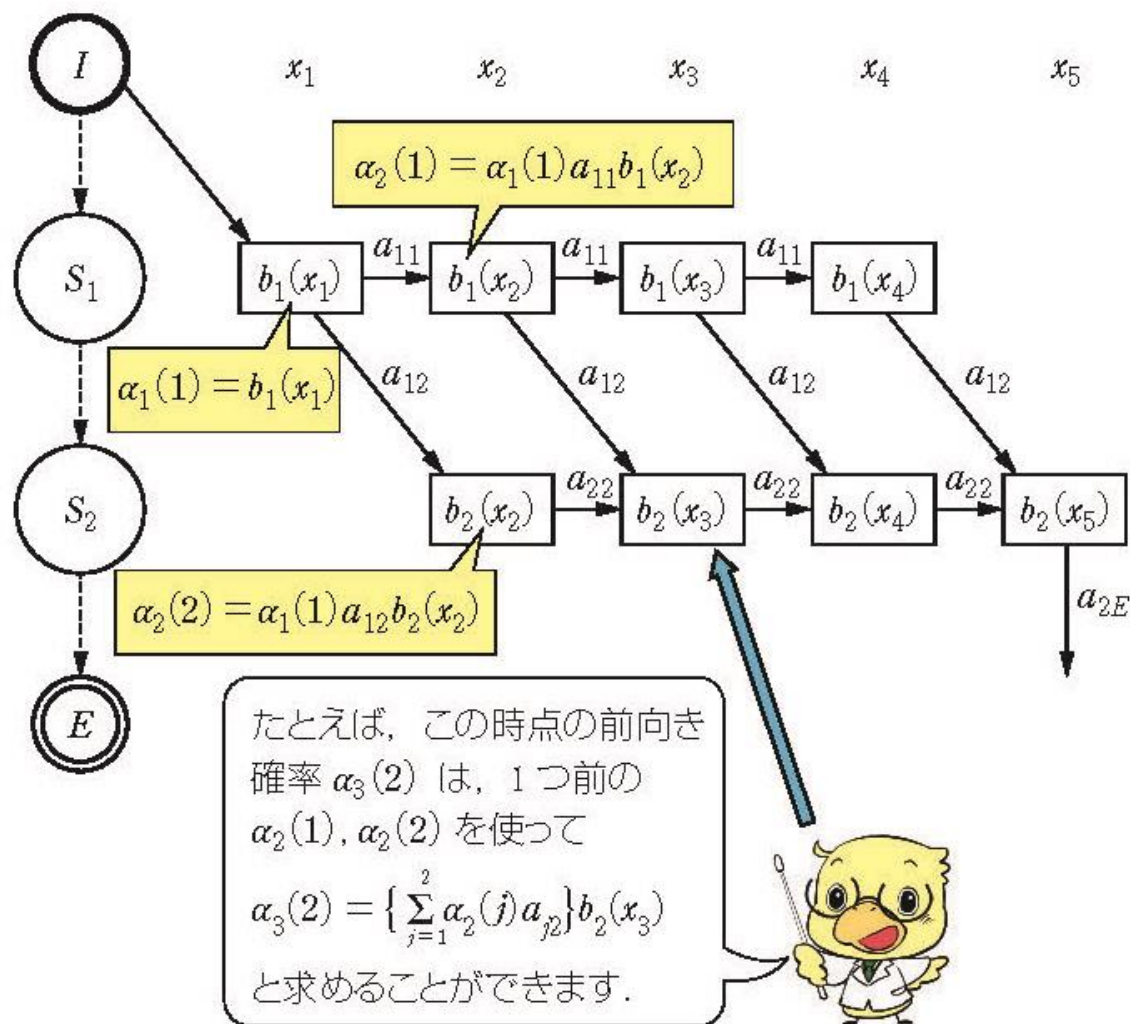 I
x₁ x₂ x₃ x₄ x₅
α₂(1) = α₁(1)a₁₁b₁(x₂)
a₁₁ a₁₁ a₁₁
S₁
b₁(x₁) b₁(x₂) b₁(x₃) b₁(x₄)
α₁(1) = b₁(x₁)
a₁₂ a₁₂ a₁₂ a₁₂
a₂₂ a₂₂ a₂₂
S₂
b₂(x₂) b₂(x₃) b₂(x₄) b₂(x₅)
α₂(2) = α₁(1)a₁₂b₂(x₂)
a₂E
E
たとえば，この時点の前向き
確率 α₃(2) は，1つ前の
α₂(1), α₂(2) を使って
α₃(2) = {∑_{j=1}^{2} α₂(j)a_{j2}}b₂(x₃)
と求めることができます．